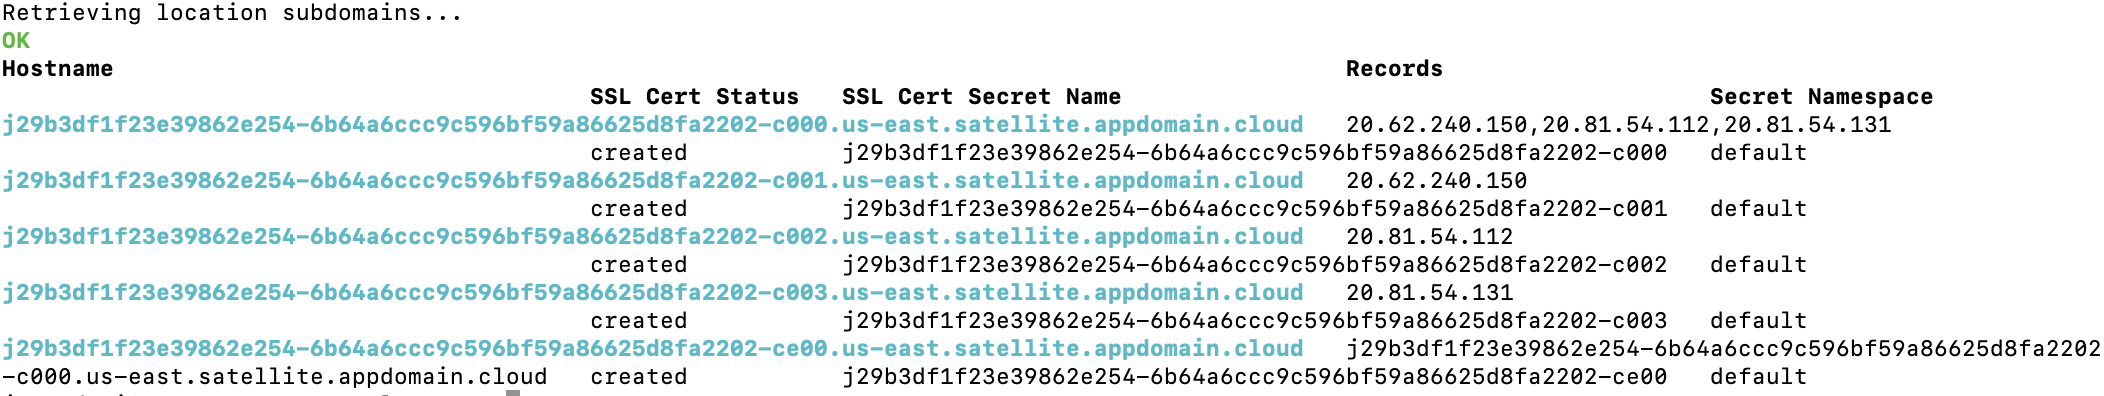 Retrieving location subdomains...
OK
Hostname Records
SSL Cert Status SSL Cert Secret Name Secret Namespace
j29b3df1f23e39862e254-6b64a6ccc9c596bf59a86625d8fa2202-c000.us-east.satellite.appdomain.cloud 20.62.240.150,20.81.54.112,20.81.54.131
created j29b3df1f23e39862e254-6b64a6ccc9c596bf59a86625d8fa2202-c000 default
j29b3df1f23e39862e254-6b64a6ccc9c596bf59a86625d8fa2202-c001.us-east.satellite.appdomain.cloud 20.62.240.150
created j29b3df1f23e39862e254-6b64a6ccc9c596bf59a86625d8fa2202-c001 default
j29b3df1f23e39862e254-6b64a6ccc9c596bf59a86625d8fa2202-c002.us-east.satellite.appdomain.cloud 20.81.54.112
created j29b3df1f23e39862e254-6b64a6ccc9c596bf59a86625d8fa2202-c002 default
j29b3df1f23e39862e254-6b64a6ccc9c596bf59a86625d8fa2202-c003.us-east.satellite.appdomain.cloud 20.81.54.131
created j29b3df1f23e39862e254-6b64a6ccc9c596bf59a86625d8fa2202-c003 default
j29b3df1f23e39862e254-6b64a6ccc9c596bf59a86625d8fa2202-ce00.us-east.satellite.appdomain.cloud j29b3df1f23e39862e254-6b64a6ccc9c596bf59a86625d8fa2202
-c000.us-east.satellite.appdomain.cloud created j29b3df1f23e39862e254-6b64a6ccc9c596bf59a86625d8fa2202-ce00 default